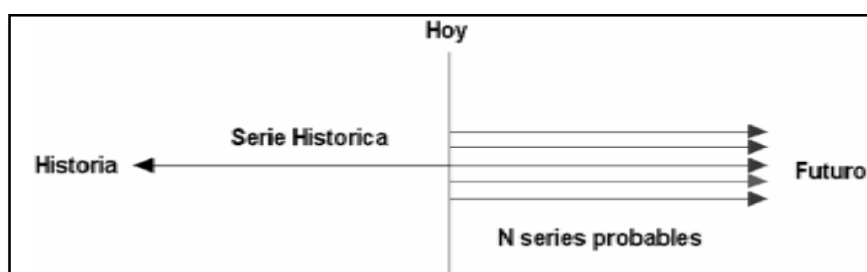 Hoy
Serie Historica
Historia
Futuro
N series probables